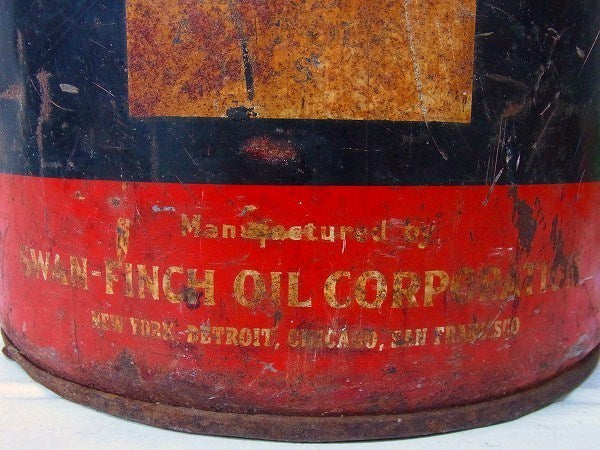 Manufactured by
SWAN-FINCH OIL CORPORATION
NEW YORK, DETROIT, CHICAGO, SAN FRANCISCO